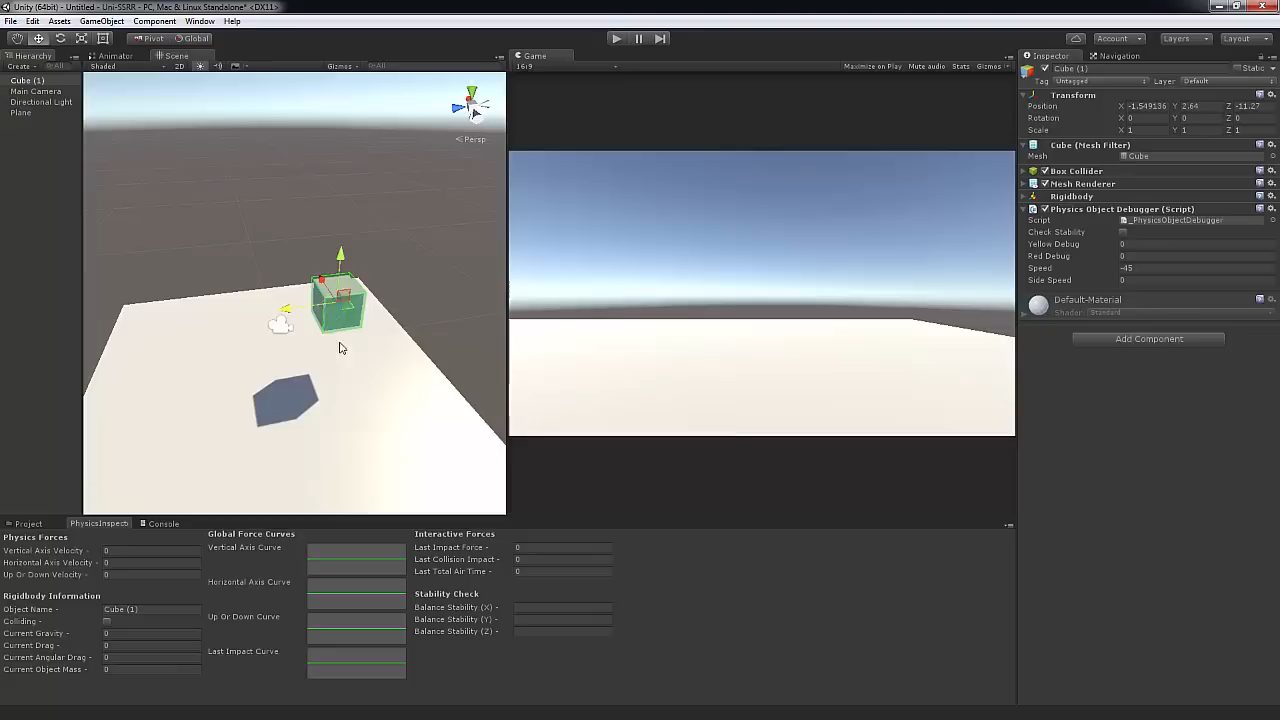 Unity (64bit) - Untitled - Uni-SSRR - PC, Mac & Linux Standalone* <DX11>
File Edit Assets GameObject Component Window Help
Pivot Global Account Layers Layout
Hierarchy Animator Scene Game Inspector Navigation
Create All Shaded 2D Gizmos All 16:9 Maximize on Play Mute audio Stats Gizmos
Cube (1)
Main Camera
Directional Light
Plane
Persp
Cube (1) Static
Tag Untagged Layer Default
Transform
Position X -1.549136 Y 2.64 Z -11.27
Rotation X 0 Y 0 Z 0
Scale X 1 Y 1 Z 1
Cube (Mesh Filter)
Mesh Cube
Box Collider
Mesh Renderer
Rigidbody
Physics Object Debugger (Script)
Script _PhysicsObjectDebugger
Check Stability
Yellow Debug 0
Red Debug 0
Speed -45
Side Speed 0
Default-Material
Shader Standard
Add Component
Project PhysicsInspecti Console
Physics Forces
Vertical Axis Velocity - 0
Horizontal Axis Velocity - 0
Up Or Down Velocity - 0
Rigidbody Information
Object Name - Cube (1)
Colliding -
Current Gravity - 0
Current Drag - 0
Current Angular Drag - 0
Current Object Mass - 0
Global Force Curves
Vertical Axis Curve
Horizontal Axis Curve
Up Or Down Curve
Last Impact Curve
Interactive Forces
Last Impact Force - 0
Last Collision Impact - 0
Last Total Air Time - 0
Stability Check
Balance Stability (X) -
Balance Stability (Y) -
Balance Stability (Z) -